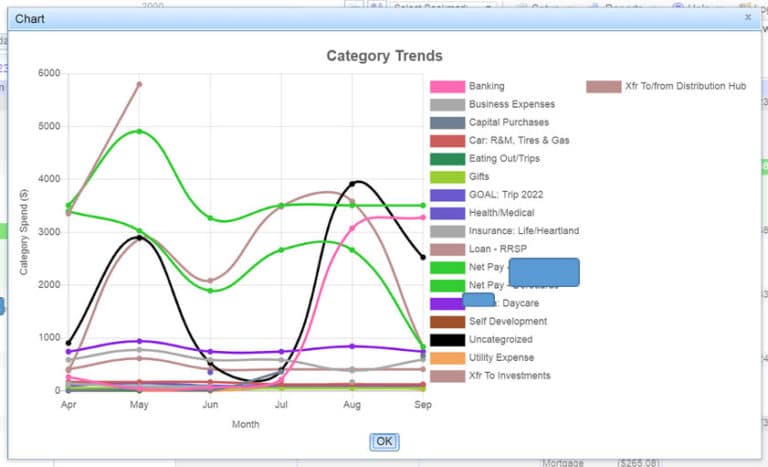 Chart
Category Trends
Category Spend ($)
6000
5000
4000
3000
2000
1000
0
Apr May Jun Jul Aug Sep
Month
Banking
Business Expenses
Capital Purchases
Car: R&M, Tires & Gas
Eating Out/Trips
Gifts
GOAL: Trip 2022
Health/Medical
Insurance: Life/Heartland
Loan - RRSP
Net Pay -
Net Pay -
: Daycare
Self Development
Uncategroized
Utility Expense
Xfr To Investments
Xfr To/from Distribution Hub
OK
Mortgage ($265.08)